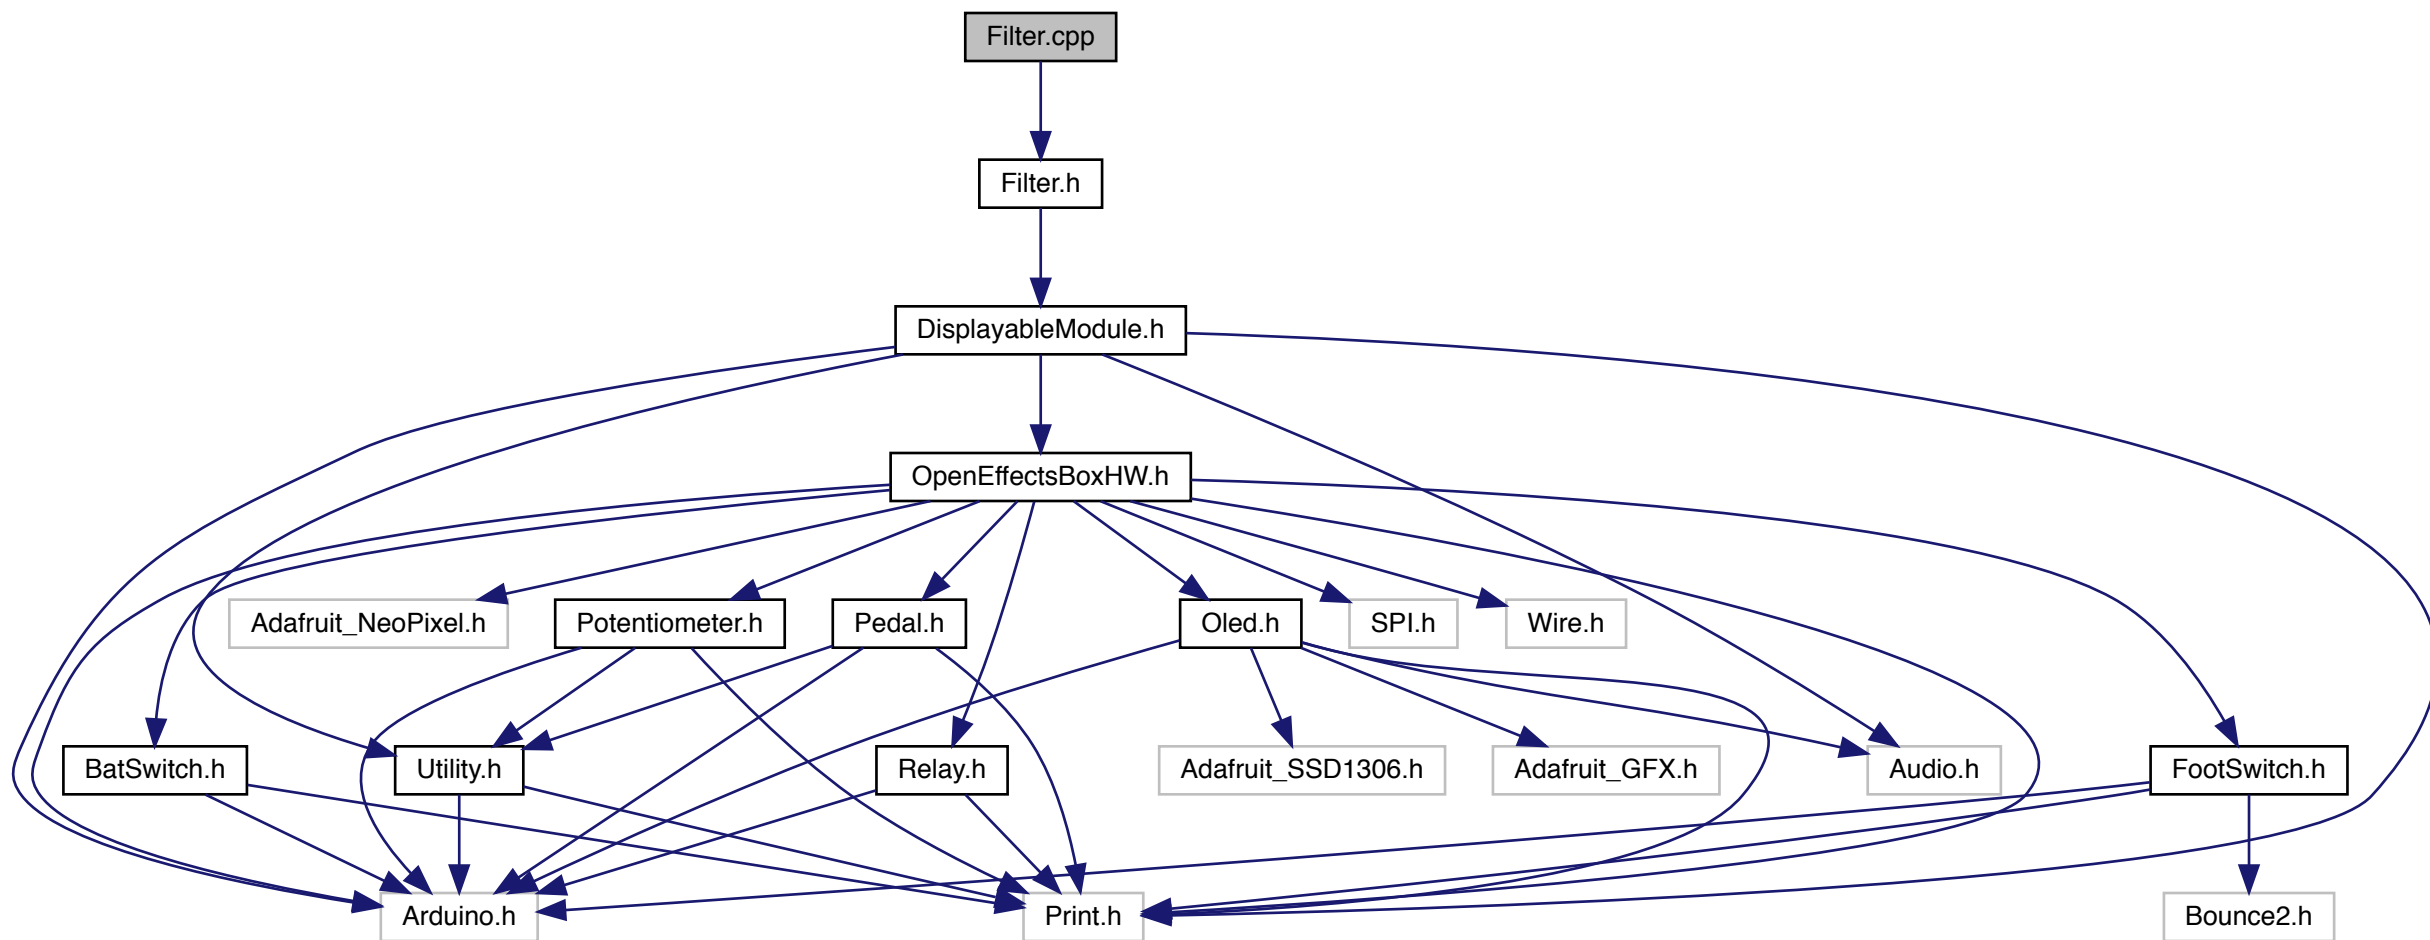 Filter.cpp
Filter.h
DisplayableModule.h
OpenEffectsBoxHW.h
Adafruit_NeoPixel.h
Potentiometer.h
Pedal.h
Oled.h
SPI.h
Wire.h
BatSwitch.h
Utility.h
Relay.h
Adafruit_SSD1306.h
Adafruit_GFX.h
Audio.h
FootSwitch.h
Arduino.h
Print.h
Bounce2.h